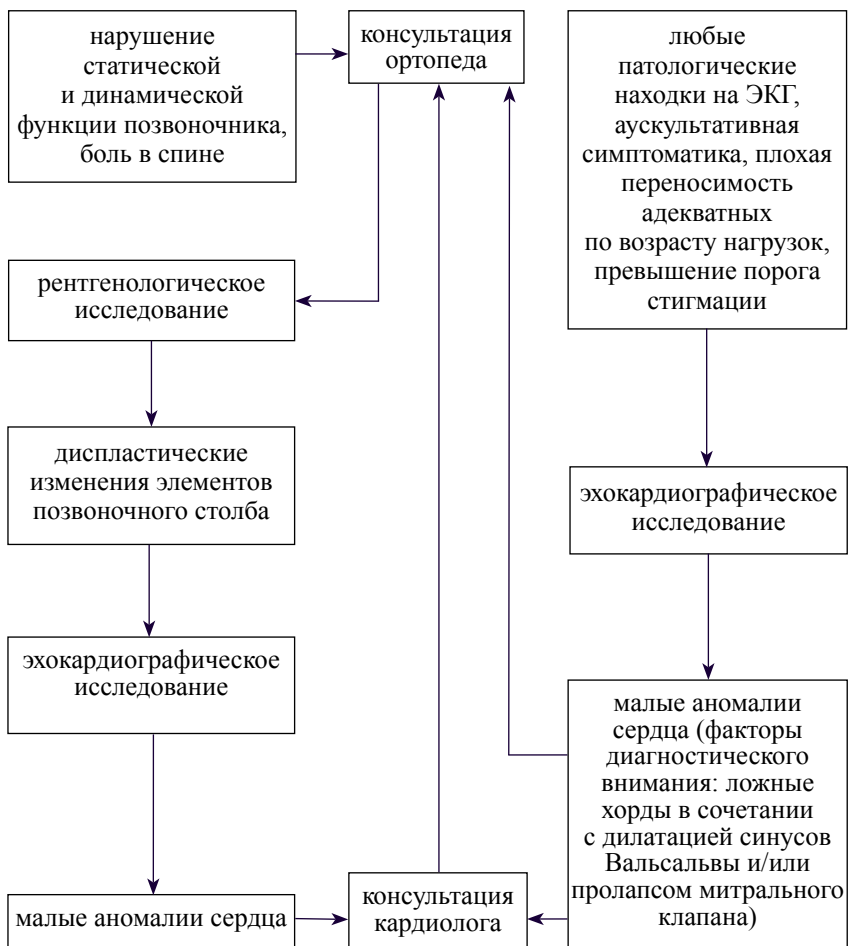 нарушение
статической
и динамической
функции позвоночника,
боль в спине
консультация
ортопеда
любые
патологические
находки на ЭКГ,
аускультативная
симптоматика, плохая
переносимость
адекватных
по возрасту нагрузок,
превышение порога
стигмации
рентгенологическое
исследование
диспластические
изменения элементов
позвоночного столба
эхокардиографическое
исследование
эхокардиографическое
исследование
малые аномалии
сердца (факторы
диагностического
внимания: ложные
хорды в сочетании
с дилатацией синусов
Вальсальвы и/или
пролапсом митрального
клапана)
малые аномалии сердца
консультация
кардиолога